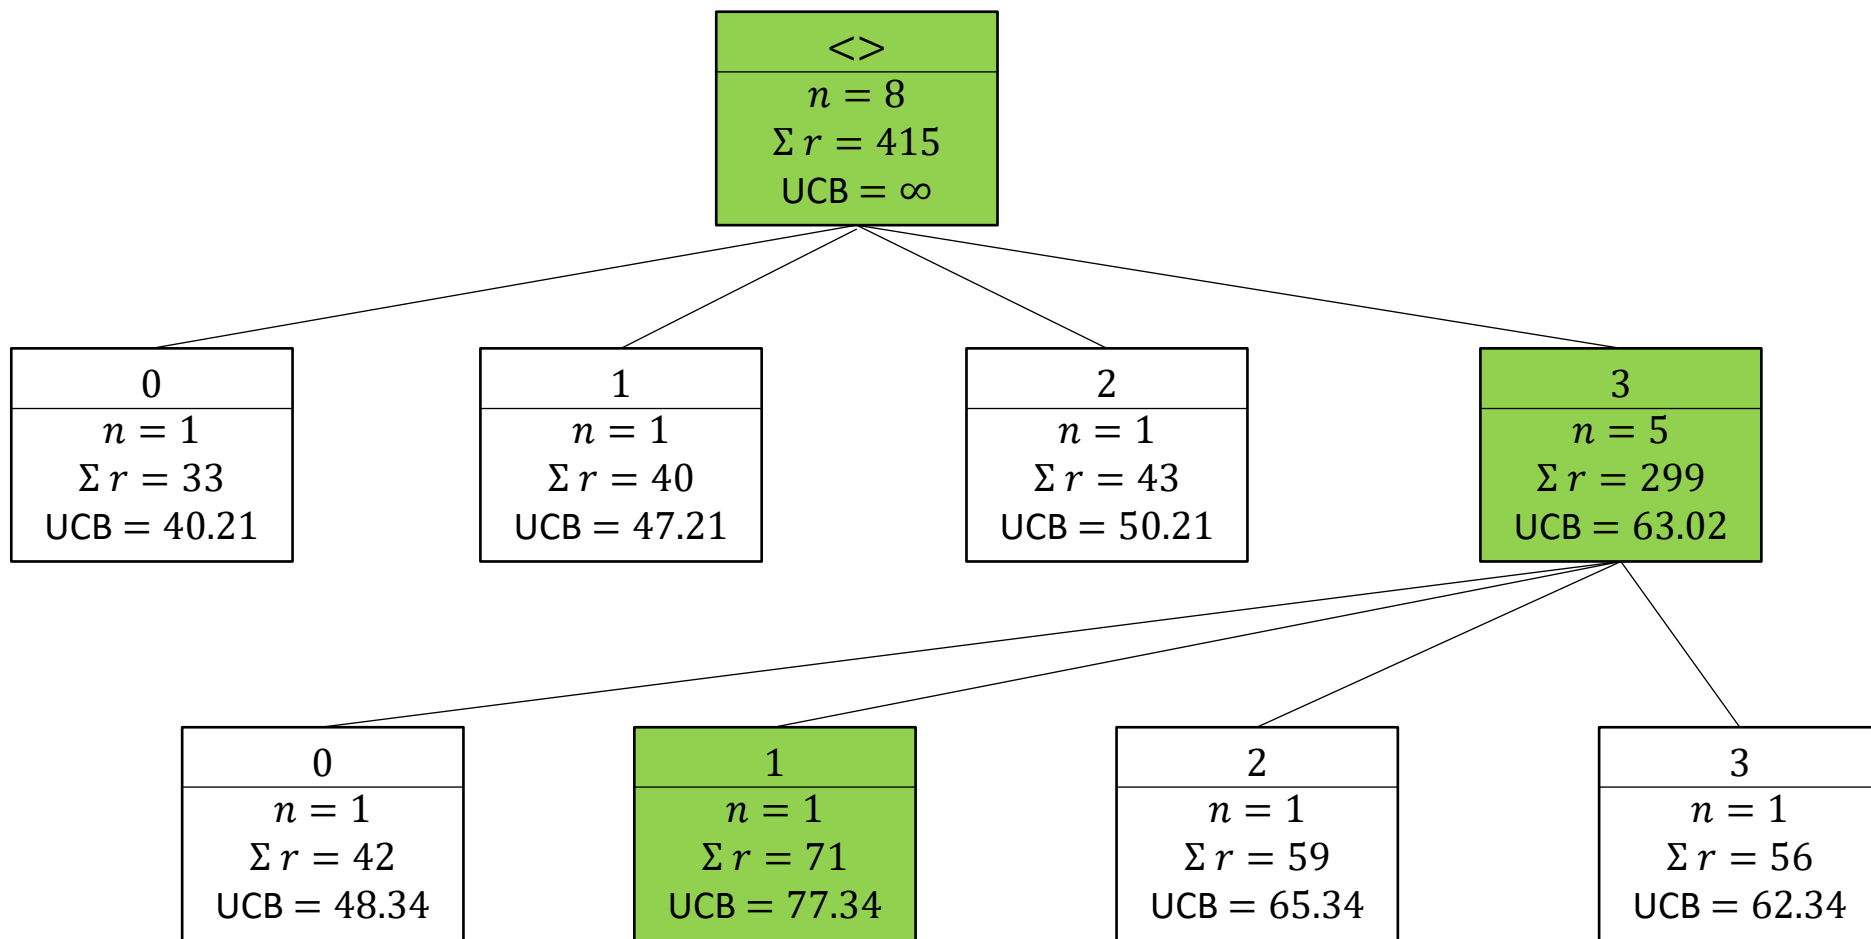 <>
n = 8
Σ r = 415
UCB = ∞
0
n = 1
Σ r = 33
UCB = 40.21
1
n = 1
Σ r = 40
UCB = 47.21
2
n = 1
Σ r = 43
UCB = 50.21
3
n = 5
Σ r = 299
UCB = 63.02
0
n = 1
Σ r = 42
UCB = 48.34
1
n = 1
Σ r = 71
UCB = 77.34
2
n = 1
Σ r = 59
UCB = 65.34
3
n = 1
Σ r = 56
UCB = 62.34